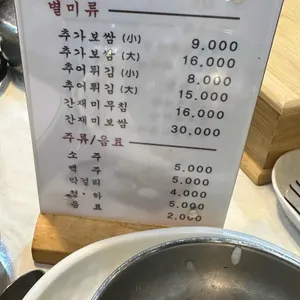 별미류
추가보쌈 (小) 9.000
추가보쌈 (大) 16.000
추어튀김 (小) 8.000
추어튀김 (大) 15.000
간재미무침 16.000
간재미보쌈 30.000
주류/음료
소주 5.000
맥주 5.000
막걸리 4.000
청·하 5.000
음료 2.000